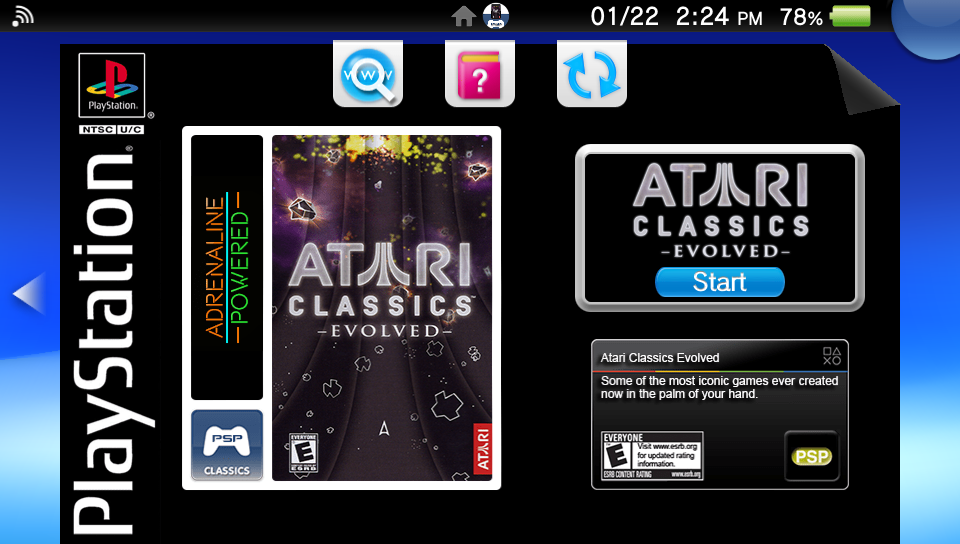 01/22 2:24 PM 78%
PlayStation
NTSC U/C
PlayStation®
www
?
ADRENALINE
POWERED
PSP
CLASSICS
ATARI
CLASSICS™
–EVOLVED–
EVERYONE
E
ESRB
ATARI
ATARI
CLASSICS
–EVOLVED–
Start
Atari Classics Evolved
Some of the most iconic games ever created
now in the palm of your hand.
EVERYONE
E
Visit www.esrb.org
for updated rating
information.
ESRB CONTENT RATING www.esrb.org
PSP